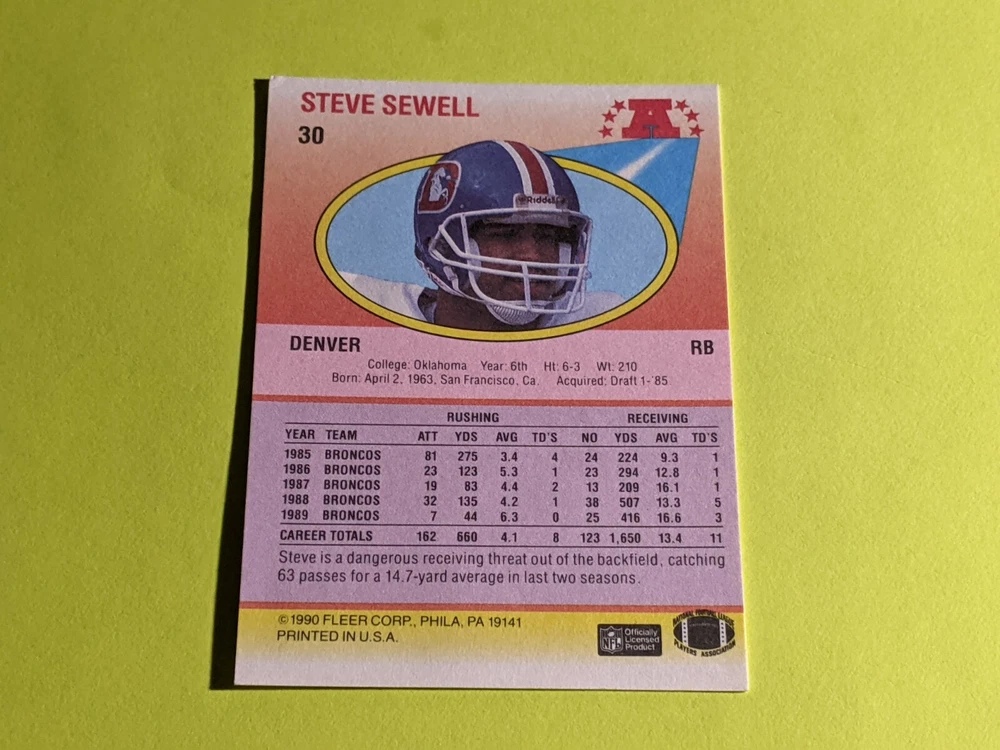 STEVE SEWELL
30
A
Riddell
DENVER
RB
College: Oklahoma Year: 6th Ht: 6-3 Wt: 210
Born: April 2, 1963, San Francisco, Ca. Acquired: Draft 1-'85
RUSHING RECEIVING
YEAR TEAM ATT YDS AVG TD'S NO YDS AVG TD'S
1985 BRONCOS 81 275 3.4 4 24 224 9.3 1
1986 BRONCOS 23 123 5.3 1 23 294 12.8 1
1987 BRONCOS 19 83 4.4 2 13 209 16.1 1
1988 BRONCOS 32 135 4.2 1 38 507 13.3 5
1989 BRONCOS 7 44 6.3 0 25 416 16.6 3
CAREER TOTALS 162 660 4.1 8 123 1,650 13.4 11
Steve is a dangerous receiving threat out of the backfield, catching
63 passes for a 14.7-yard average in last two seasons.
©1990 FLEER CORP., PHILA, PA 19141
PRINTED IN U.S.A.
NFL
Officially
Licensed
Product
NATIONAL FOOTBALL LEAGUE
PLAYERS ASSOCIATION